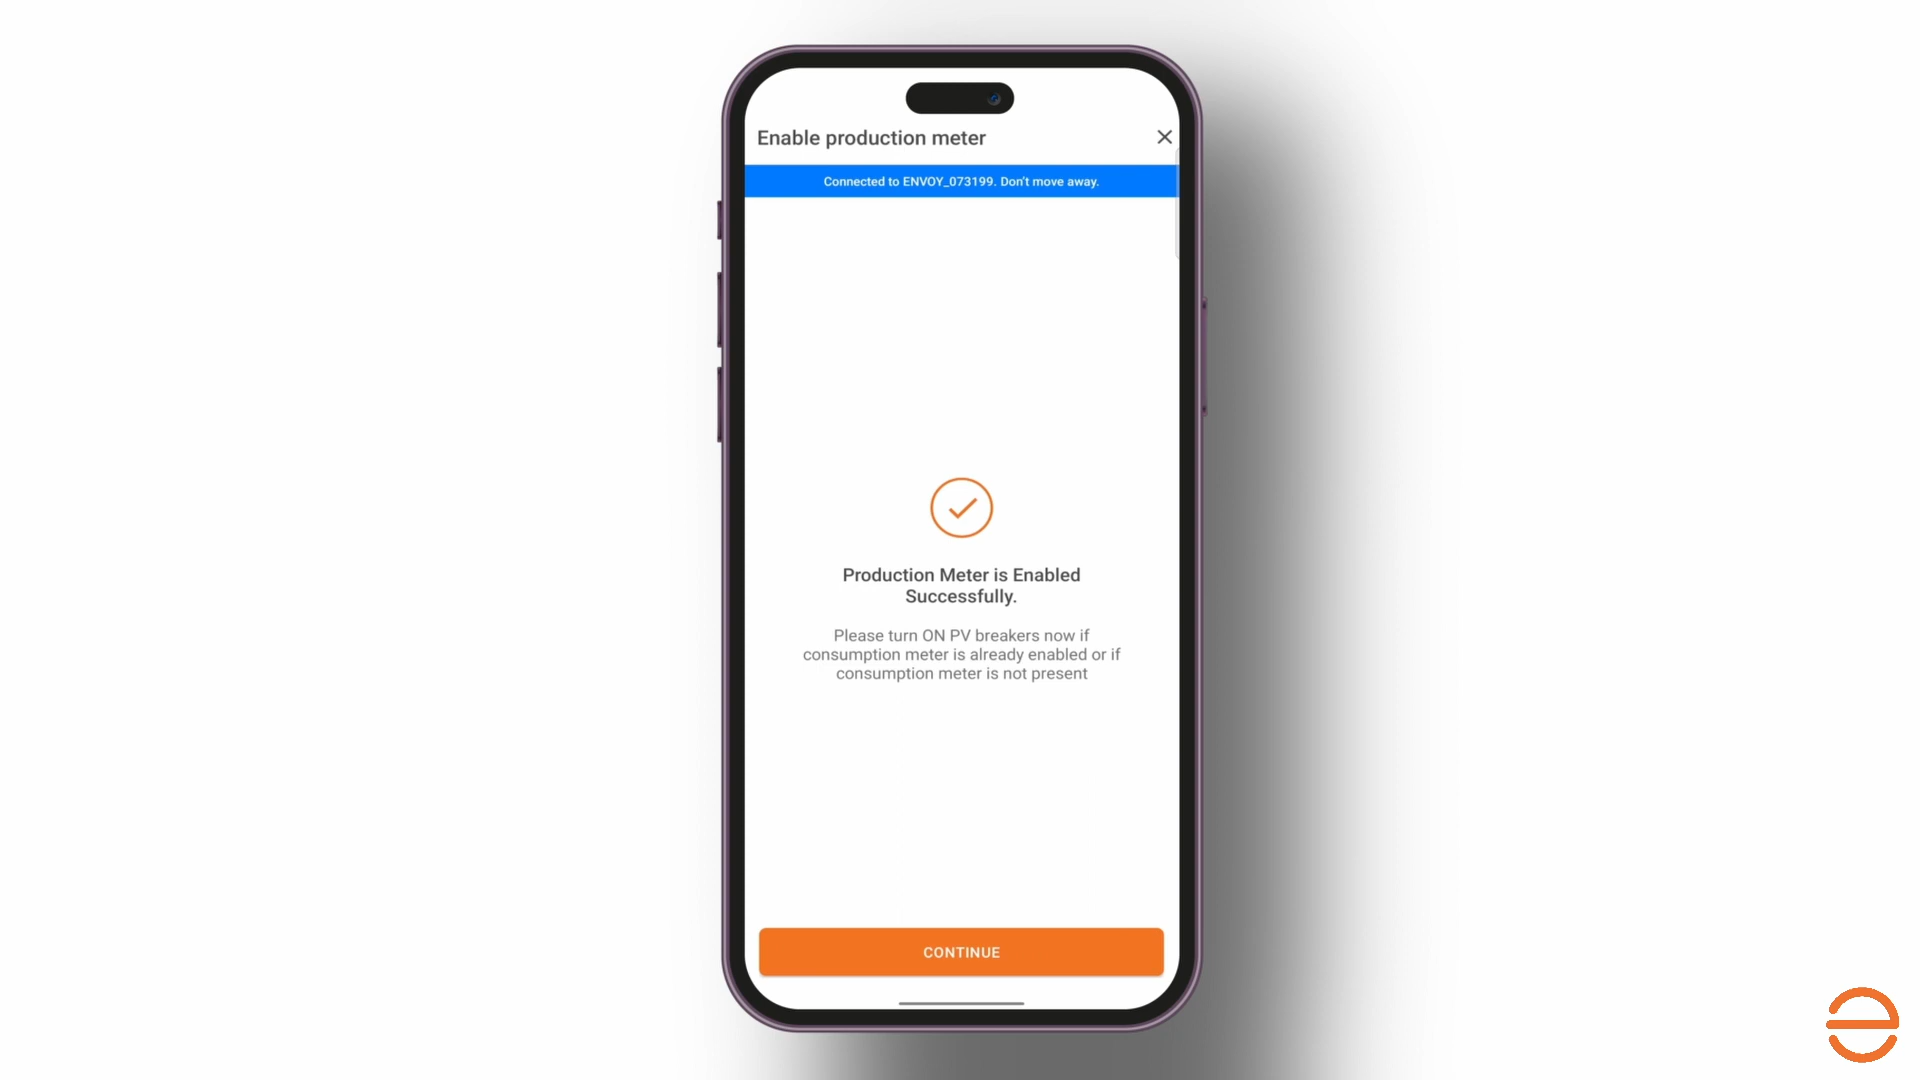 Enable production meter
Connected to ENVOY_073199. Don't move away.
Production Meter is Enabled
Successfully.
Please turn ON PV breakers now if
consumption meter is already enabled or if
consumption meter is not present
CONTINUE